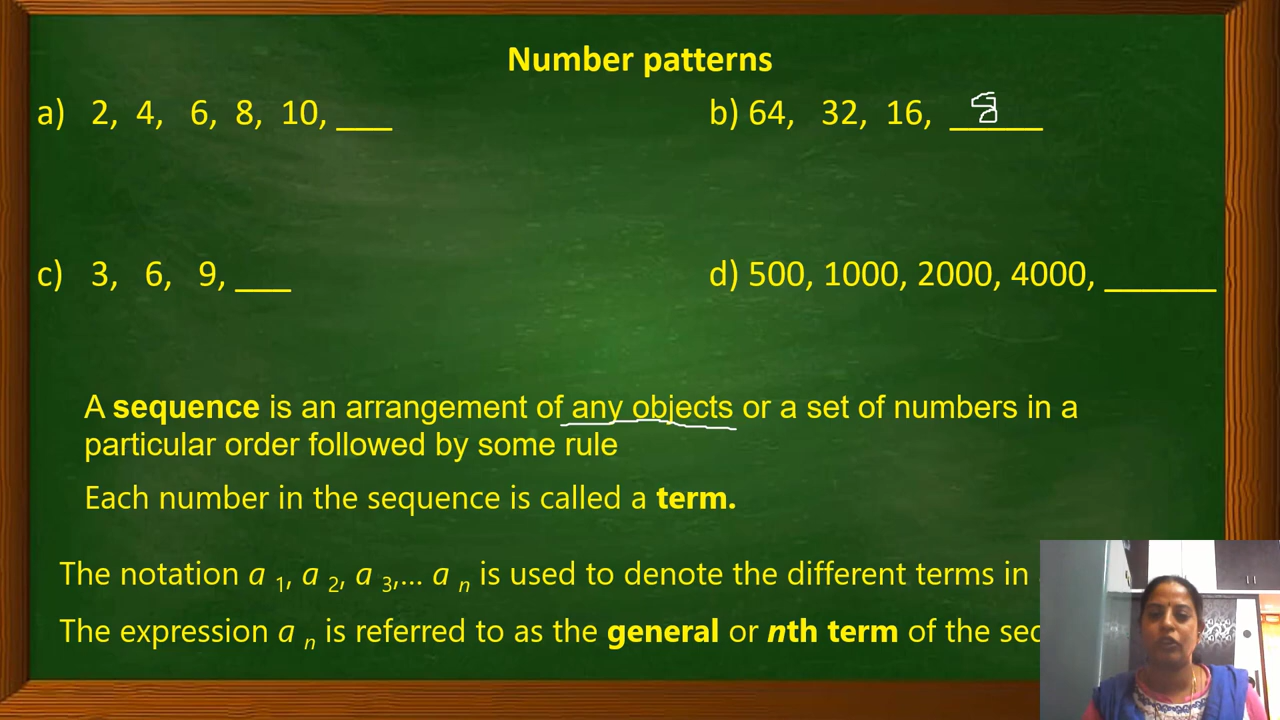 Number patterns
a) 2, 4, 6, 8, 10, ___
b) 64, 32, 16, __8__
c) 3, 6, 9, ___
d) 500, 1000, 2000, 4000, ______
A sequence is an arrangement of any objects or a set of numbers in a
particular order followed by some rule
Each number in the sequence is called a term.
The notation a 1, a 2, a 3,... a n is used to denote the different terms in
The expression a n is referred to as the general or nth term of the sec